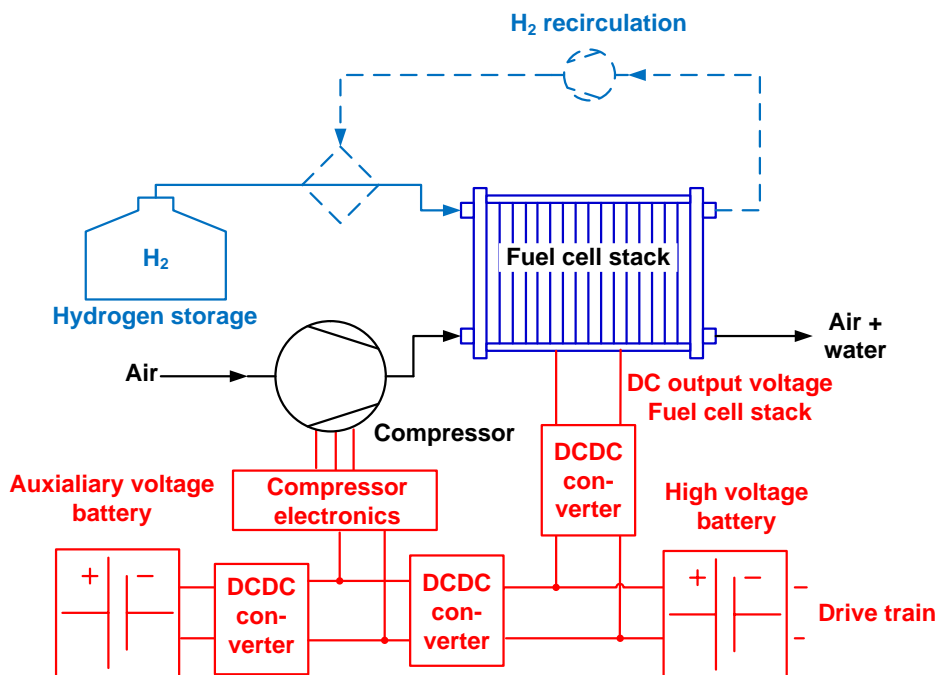 H₂ recirculation
H₂
Hydrogen storage
Fuel cell stack
Air
Air +
water
Compressor
DC output voltage
Fuel cell stack
DCDC
con-
verter
Auxialiary voltage
battery
Compressor
electronics
High voltage
battery
+ −
DCDC
con-
verter
DCDC
con-
verter
+ −
Drive train